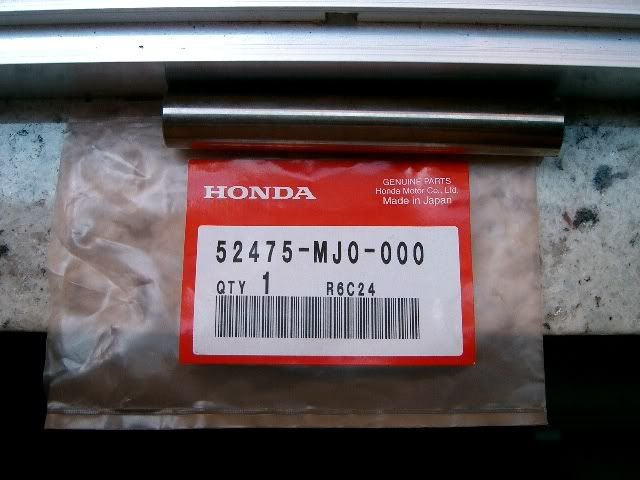 HONDA
GENUINE PARTS
Honda Motor Co., Ltd.
Made in Japan
52475-MJ0-000
QTY 1 R6C24